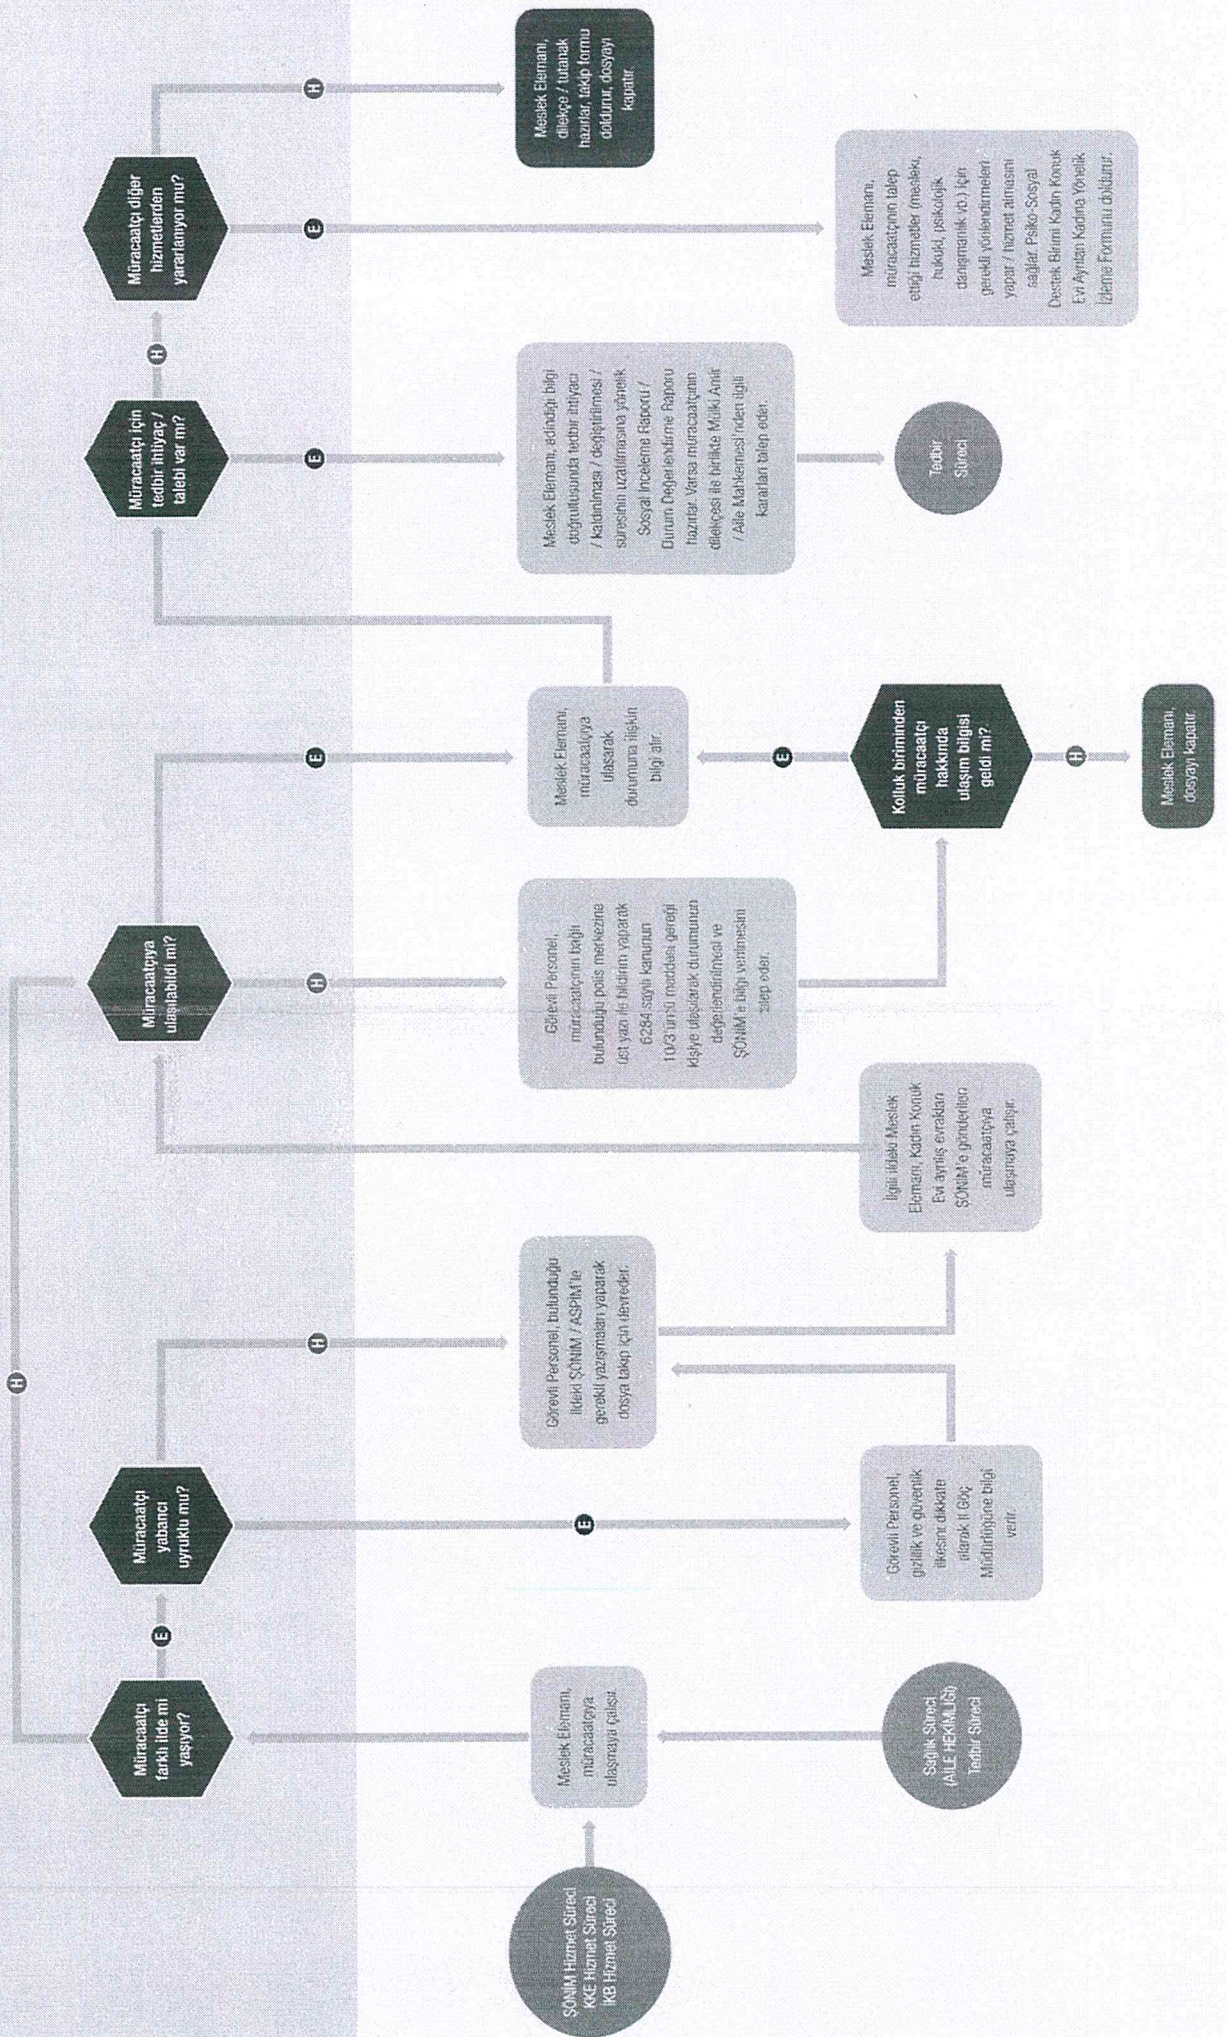 ŞÖNİM Hizmet Süreci
KKE Hizmet Süreci
İKB Hizmet Süreci
Sağlık Süreci
(AİLE HEKİMLİĞİ)
Tedbir Süreci
Meslek Elemanı,
müracaatçıya
ulaşmaya çalışır.
Müracaatçı
farklı ilde mi
yaşıyor?
H
E
Müracaatçı
yabancı
uyruklu mu?
E
Görevli Personel,
gizlilik ve güvenlik
ilkesini dikkate
alarak İl Göç
Müdürlüğüne bilgi
verir.
H
Görevli Personel, bulunduğu
ildeki ŞÖNİM / ASPİM'le
gerekli yazışmaları yaparak
dosya takip için devreder.
İlgili ildeki Meslek
Elemanı, Kadın Konuk
Evi ayrılış evrakları
ŞÖNİM'e gönderilen
müracaatçıya
ulaşmaya çalışır.
Müracaatçıya
ulaşılabildi mi?
H
Görevli Personel,
müracaatçının bağlı
bulunduğu polis merkezine
üst yazı ile bildirim yaparak
6284 sayılı kanunun
10/3'üncü maddesi gereği
kişiye ulaşılarak durumunun
değerlendirilmesi ve
ŞÖNİM'e bilgi verilmesini
talep eder.
E
Meslek Elemanı,
müracaatçıya
ulaşarak
durumuna ilişkin
bilgi alır.
E
Kolluk biriminden
müracaatçı
hakkında
ulaşım bilgisi
geldi mi?.
H
Meslek Elemanı,
dosyayı kapatır.
Müracaatçı için
tedbir ihtiyaç /
talebi var mı?
E
Meslek Elemanı, edindiği bilgi
doğrultusunda tedbir ihtiyacı
/ kaldırılması / değiştirilmesi /
süresinin uzatılmasına yönelik
Sosyal İnceleme Raporu /
Durum Değerlendirme Raporu
hazırlar. Varsa müracaatçının
dilekçesi ile birlikte Mülki Amir
/ Aile Mahkemesi'nden ilgili
kararları talep eder.
Tedbir
Süreci
H
Müracaatçı diğer
hizmetlerden
yararlanıyor mu?
E
Meslek Elemanı,
müracaatçının talep
ettiği hizmetler (mesleki,
hukuki, psikolojik
danışmanlık vb.) için
gerekli yönlendirmeleri
yapar / hizmet almasını
sağlar. Psiko-Sosyal
Destek Birimi Kadın Konuk
Evi Ayrılan Kadına Yönelik
İzleme Formunu doldurur.
H
Meslek Elemanı,
dilekçe / tutanak
hazırlar, takip formu
doldurur, dosyayı
kapatır.